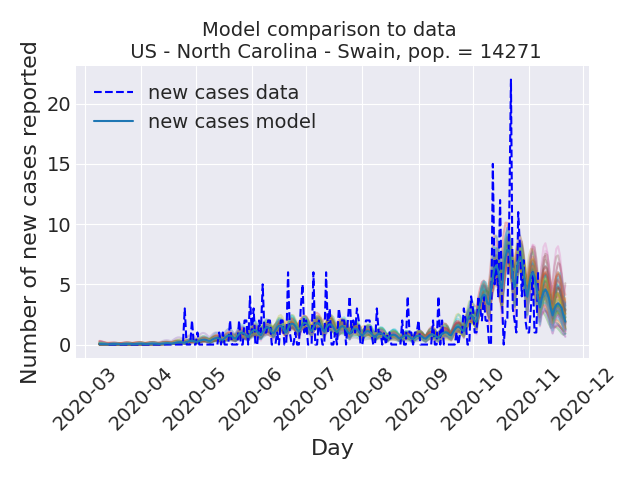 Model comparison to data
US - North Carolina - Swain, pop. = 14271
Number of new cases reported
20
15
10
5
0
new cases data
new cases model
2020-03
2020-04
2020-05
2020-06
2020-07
2020-08
2020-09
2020-10
2020-11
2020-12
Day